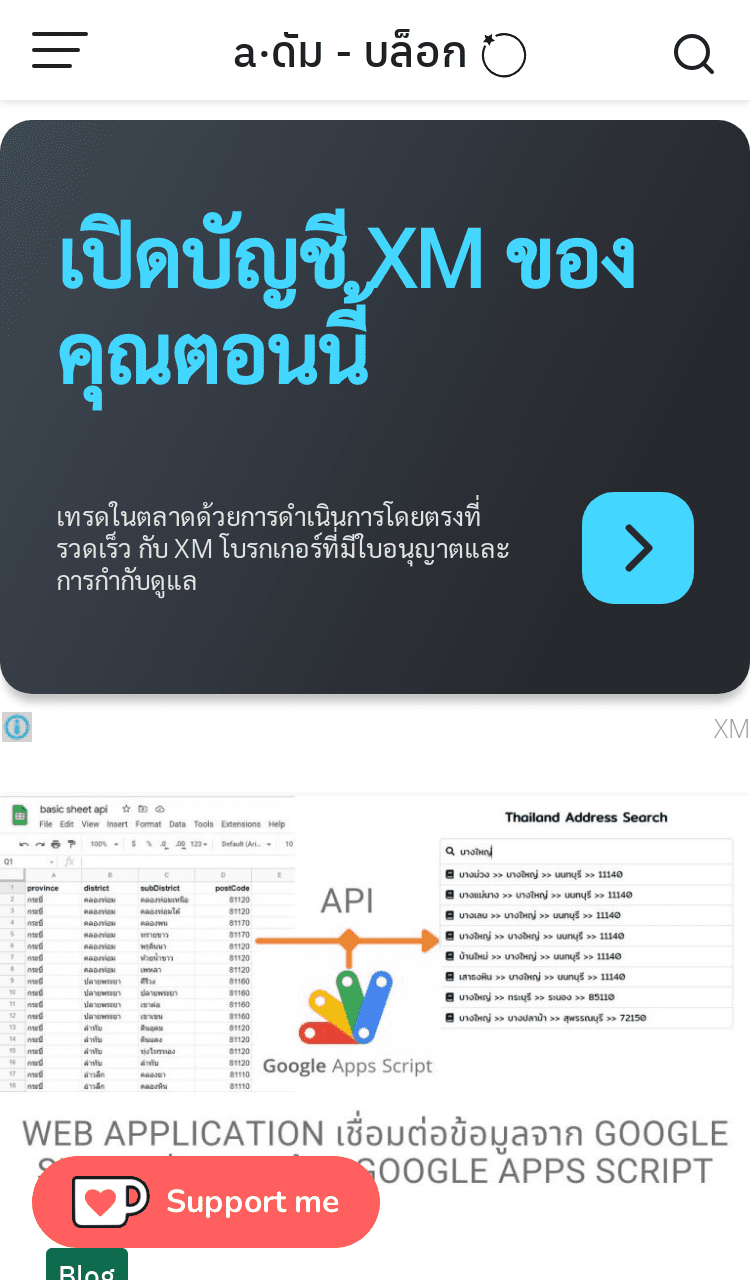 a·ดัม - บล็อก
เปิดบัญชี XM ของ
คุณตอนนี้
เทรดในตลาดด้วยการดำเนินการโดยตรงที่
รวดเร็ว กับ XM โบรกเกอร์ที่มีใบอนุญาตและ
การกำกับดูแล
XM
basic sheet api
File Edit View Insert Format Data Tools Extensions Help
100% $ % .0 .00 123 Default (Ari... 10
Q1 fx
A B C D E
1 province district subDistrict postCode
2 กระบี่ คลองท่อม คลองท่อมเหนือ 81120
3 กระบี่ คลองท่อม คลองท่อมใต้ 81120
4 กระบี่ คลองท่อม คลองพน 81170
5 กระบี่ คลองท่อม ทรายขาว 81170
6 กระบี่ คลองท่อม พรุดินนา 81120
7 กระบี่ คลองท่อม ห้วยน้ำขาว 81120
8 กระบี่ คลองท่อม เพหลา 81120
9 กระบี่ ปลายพระยา คีรีวง 81160
10 กระบี่ ปลายพระยา ปลายพระยา 81160
11 กระบี่ ปลายพระยา เขาต่อ 81160
12 กระบี่ ปลายพระยา เขาเขน 81160
13 กระบี่ ลำทับ ดินอุดม 81120
14 กระบี่ ลำทับ ดินแดง 81120
15 กระบี่ ลำทับ ทุ่งไทรทอง 81120
16 กระบี่ ลำทับ ลำทับ 81120
17 กระบี่ อ่าวลึก คลองยา 81110
18 กระบี่ อ่าวลึก คลองหิน 81110
API
Google Apps Script
Thailand Address Search
บางใหญ่
บางม่วง >> บางใหญ่ >> นนทบุรี >> 11140
บางแม่นาง >> บางใหญ่ >> นนทบุรี >> 11140
บางเลน >> บางใหญ่ >> นนทบุรี >> 11140
บางใหญ่ >> บางใหญ่ >> นนทบุรี >> 11140
บ้านใหม่ >> บางใหญ่ >> นนทบุรี >> 11140
เสาธงหิน >> บางใหญ่ >> นนทบุรี >> 11140
บางใหญ่ >> กระบุรี >> ระนอง >> 85110
บางใหญ่ >> บางปลาม้า >> สุพรรณบุรี >> 72150
WEB APPLICATION เชื่อมต่อข้อมูลจาก GOOGLE
GOOGLE APPS SCRIPT
Support me
Blog